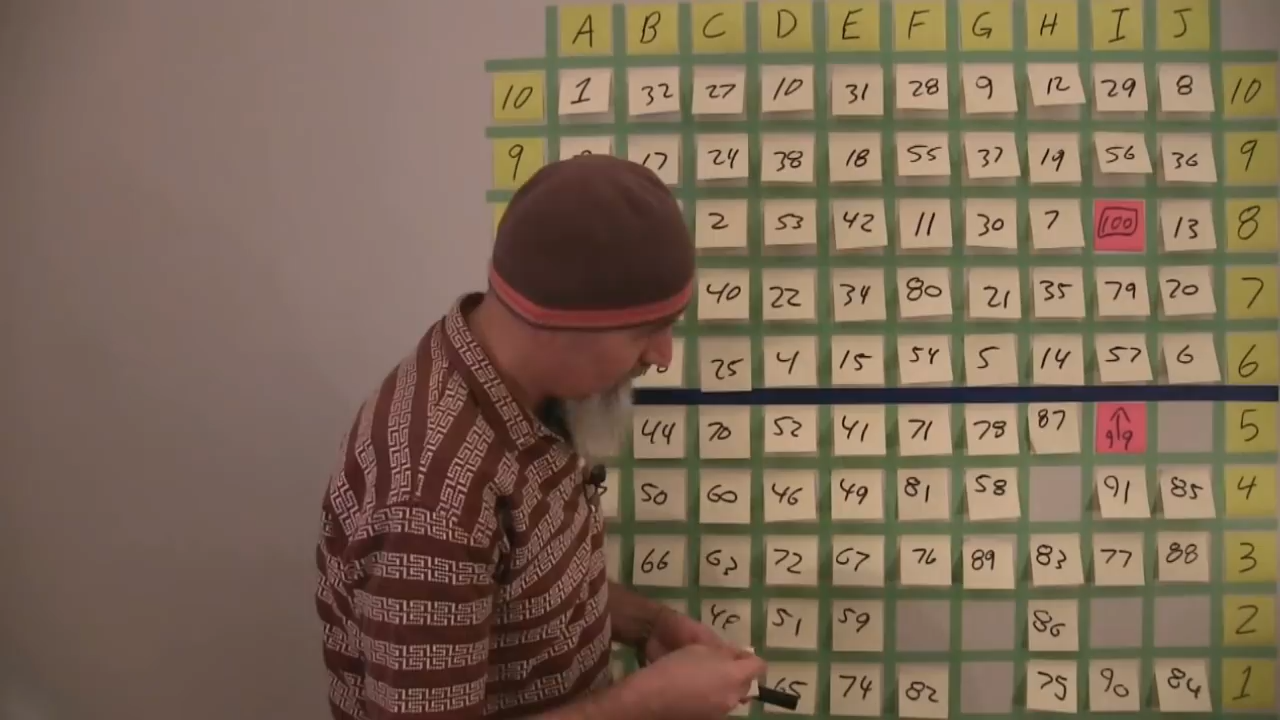 A B C D E F G H I J
10 1 32 27 10 31 28 9 12 29 8 10
9 17 24 38 18 55 37 19 56 36 9
2 53 42 11 30 7 100 13 8
40 22 34 80 21 35 79 20 7
25 4 15 54 5 14 57 6 6
44 70 52 41 71 78 87 99 5
50 60 46 49 81 58 91 85 4
66 63 72 67 76 89 83 77 88 3
51 59 86 2
65 74 82 75 90 84 1